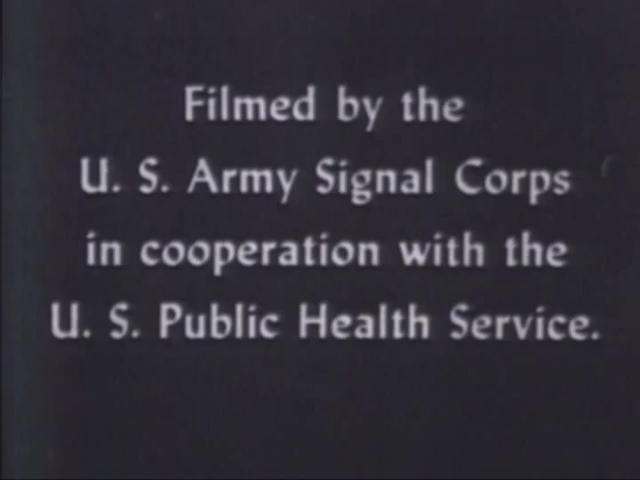 Filmed by the
U. S. Army Signal Corps
in cooperation with the
U. S. Public Health Service.